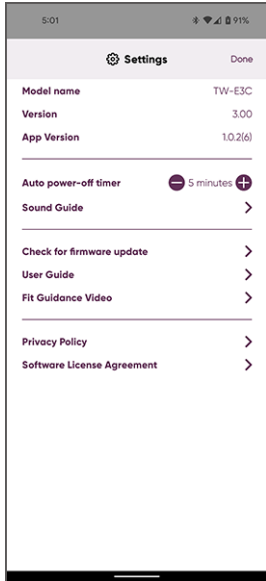 5:01 91%
Settings Done
Model name TW-E3C
Version 3.00
App Version 1.0.2(6)
Auto power-off timer 5 minutes
Sound Guide
Check for firmware update
User Guide
Fit Guidance Video
Privacy Policy
Software License Agreement